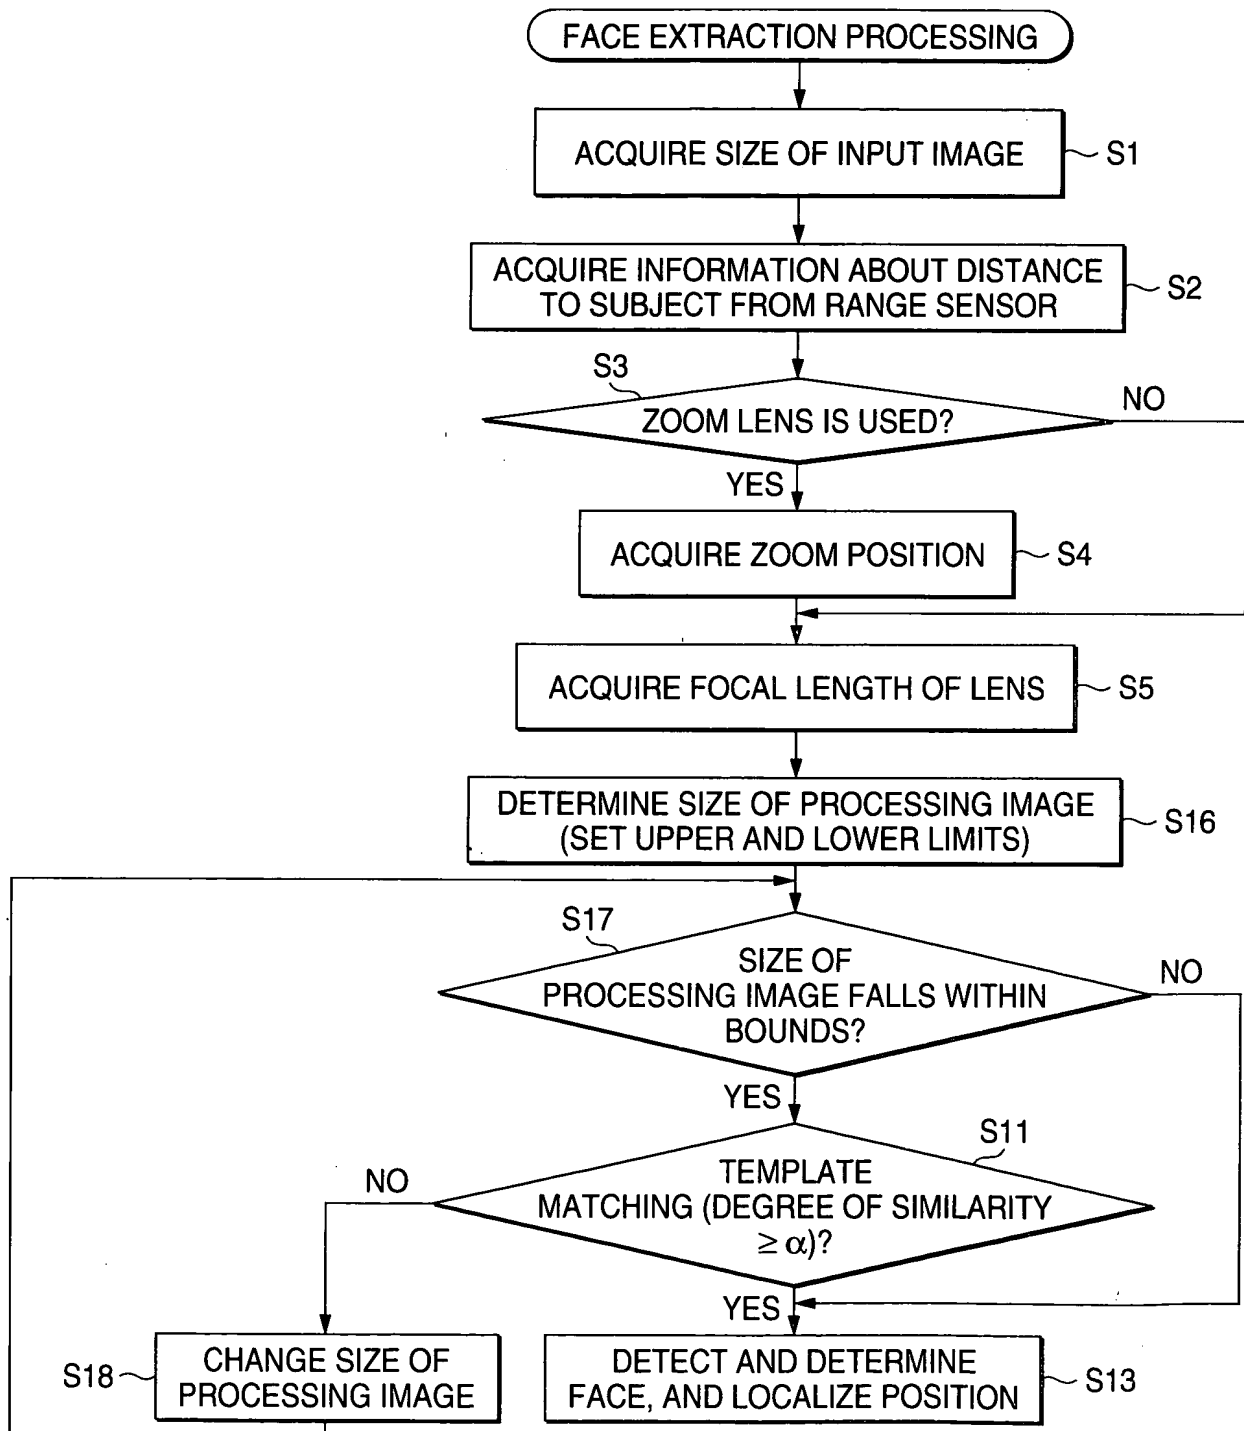 FACE EXTRACTION PROCESSING
ACQUIRE SIZE OF INPUT IMAGE
S1
ACQUIRE INFORMATION ABOUT DISTANCE
TO SUBJECT FROM RANGE SENSOR
S2
S3
ZOOM LENS IS USED?
NO
YES
ACQUIRE ZOOM POSITION
S4
ACQUIRE FOCAL LENGTH OF LENS
S5
DETERMINE SIZE OF PROCESSING IMAGE
(SET UPPER AND LOWER LIMITS)
S16
S17
SIZE OF
PROCESSING IMAGE FALLS WITHIN
BOUNDS?
NO
YES
S11
TEMPLATE
MATCHING (DEGREE OF SIMILARITY
≥ α)?
NO
YES
S18
CHANGE SIZE OF
PROCESSING IMAGE
DETECT AND DETERMINE
FACE, AND LOCALIZE POSITION
S13